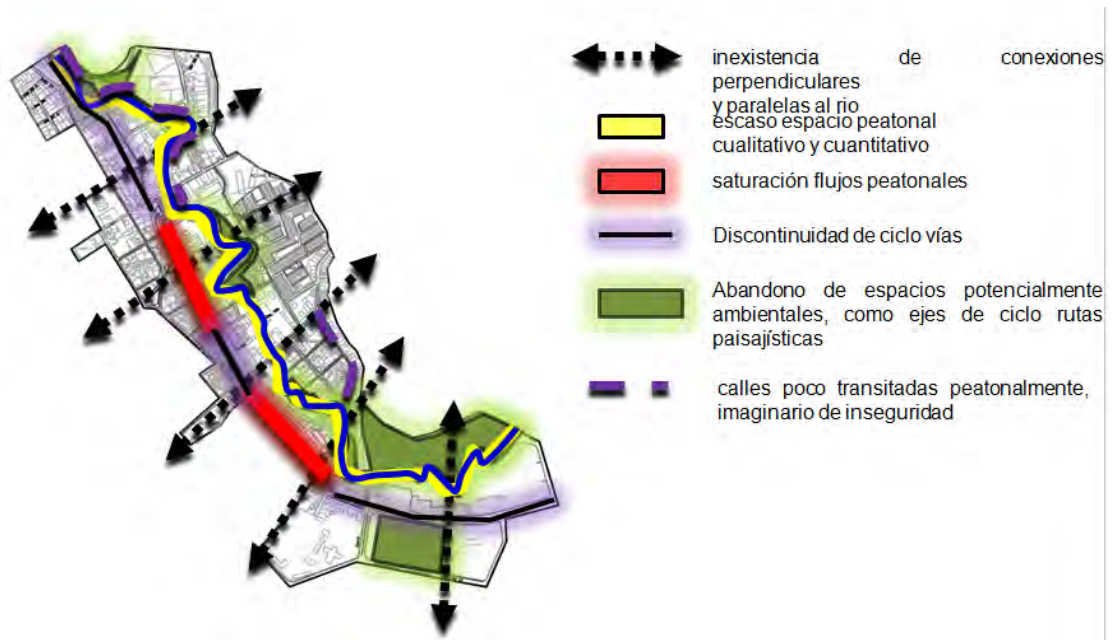 inexistencia de conexiones
perpendiculares
y paralelas al rio
escaso espacio peatonal
cualitativo y cuantitativo
saturación flujos peatonales
Discontinuidad de ciclo vías
Abandono de espacios potencialmente
ambientales, como ejes de ciclo rutas
paisajísticas
calles poco transitadas peatonalmente,
imaginario de inseguridad